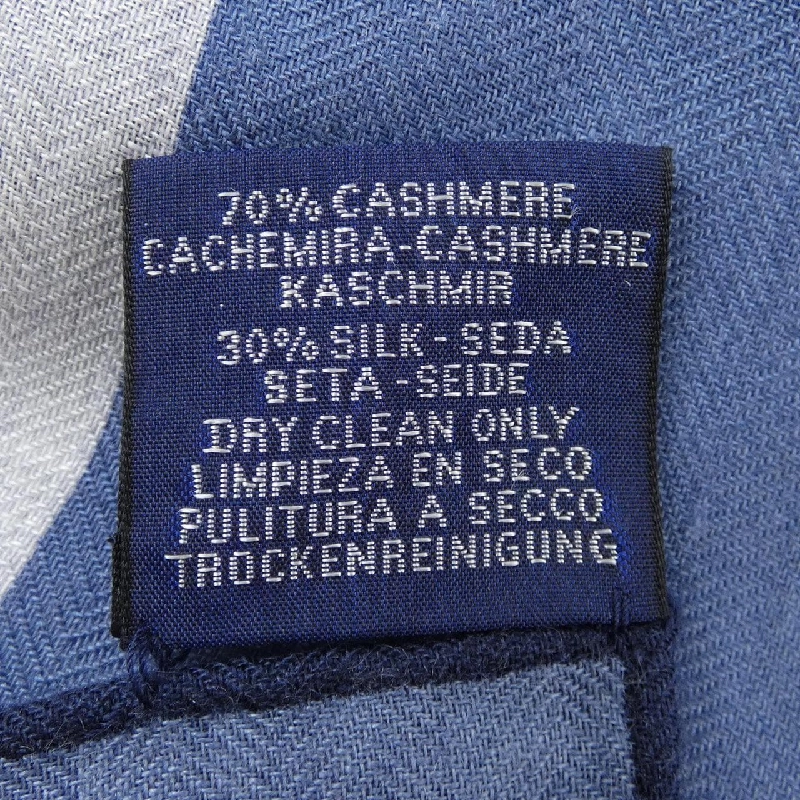 70% CASHMERE
CACHEMIRA-CASHMERE
KASCHMIR
30% SILK - SEDA
SETA - SEIDE
DRY CLEAN ONLY
LIMPIEZA EN SECO
PULITURA A SECCO
TROCKENREINIGUNG